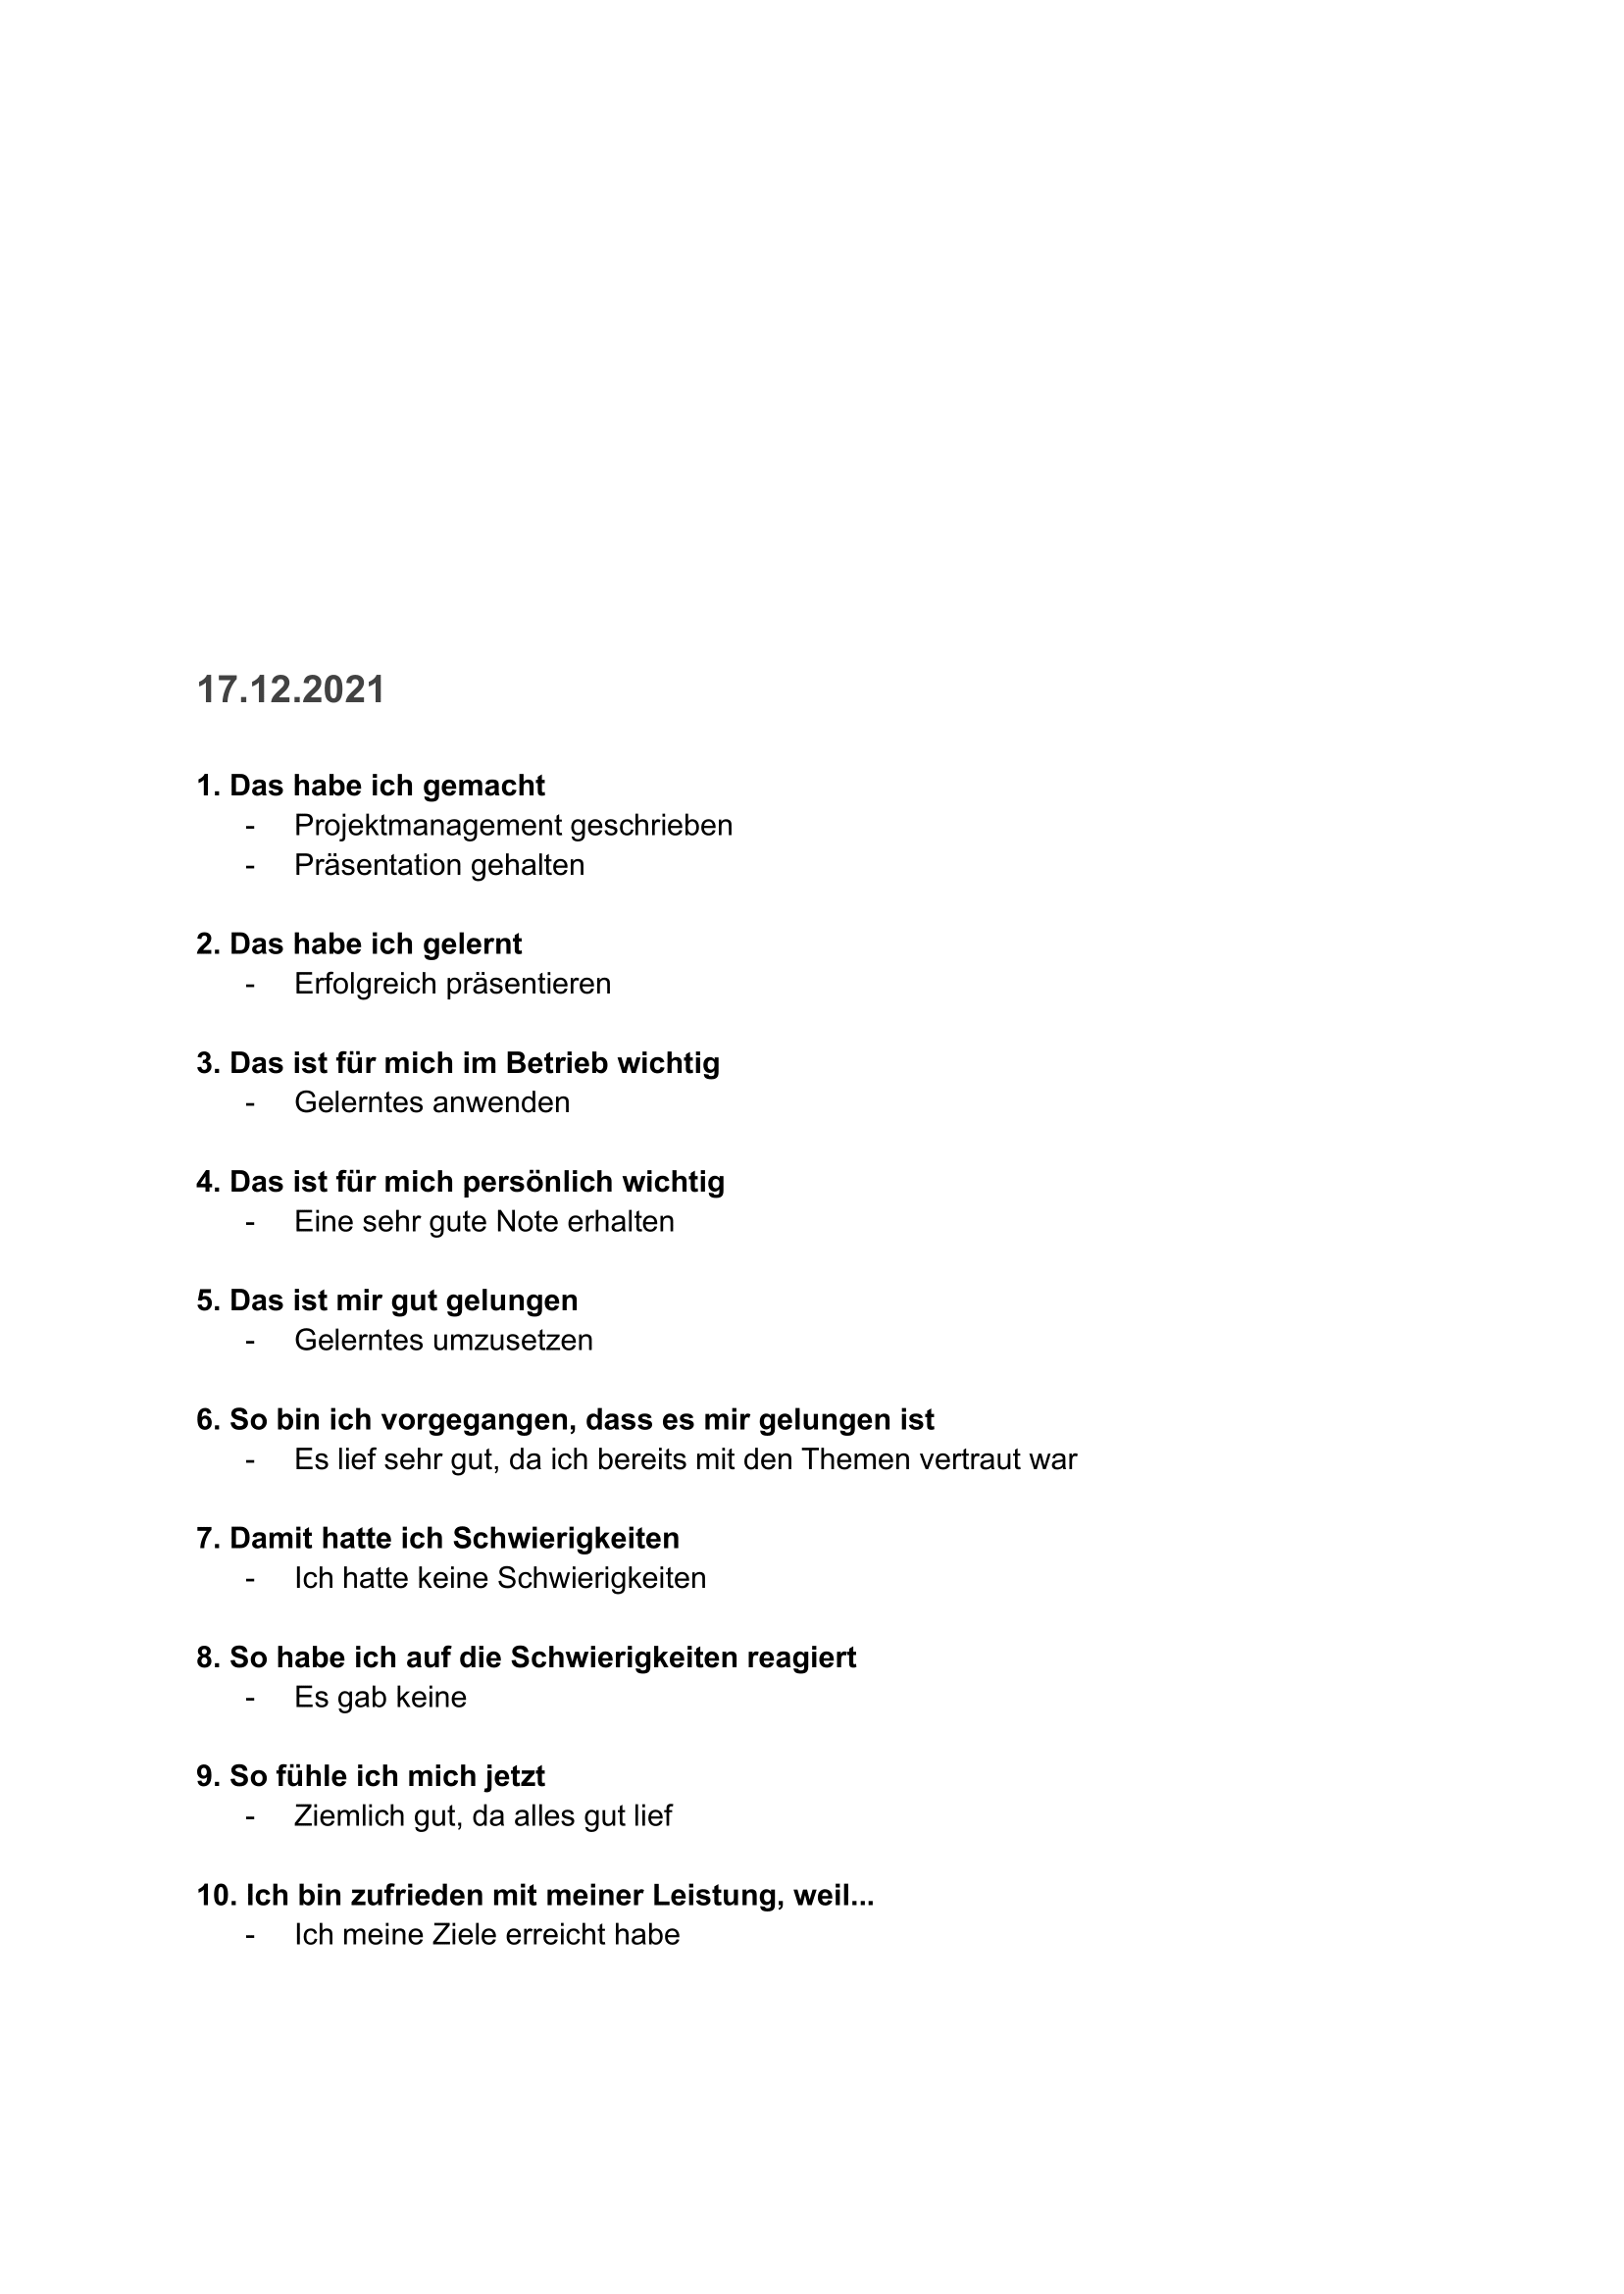 17.12.2021
1. Das habe ich gemacht
- Projektmanagement geschrieben
- Präsentation gehalten
2. Das habe ich gelernt
- Erfolgreich präsentieren
3. Das ist für mich im Betrieb wichtig
- Gelerntes anwenden
4. Das ist für mich persönlich wichtig
- Eine sehr gute Note erhalten
5. Das ist mir gut gelungen
- Gelerntes umzusetzen
6. So bin ich vorgegangen, dass es mir gelungen ist
- Es lief sehr gut, da ich bereits mit den Themen vertraut war
7. Damit hatte ich Schwierigkeiten
- Ich hatte keine Schwierigkeiten
8. So habe ich auf die Schwierigkeiten reagiert
- Es gab keine
9. So fühle ich mich jetzt
- Ziemlich gut, da alles gut lief
10. Ich bin zufrieden mit meiner Leistung, weil...
- Ich meine Ziele erreicht habe